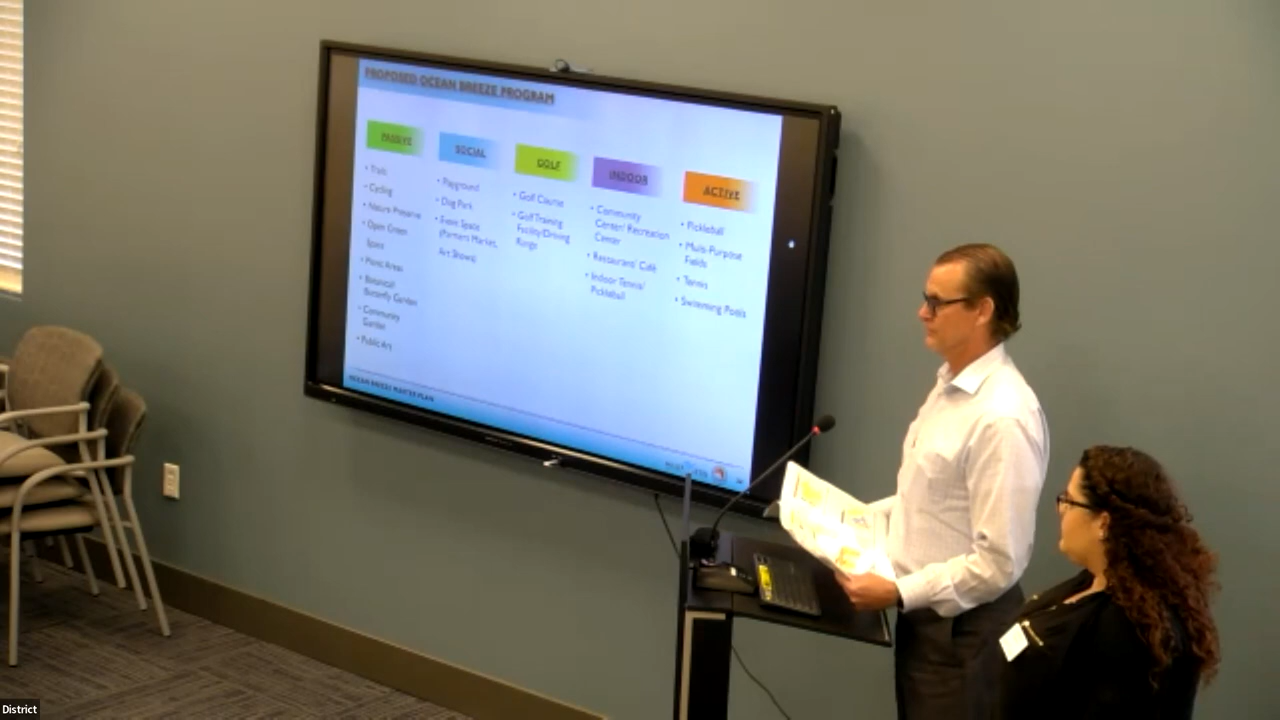 PROPOSED OCEAN BREEZE PROGRAM
PASSIVE
• Trails
• Cycling
• Nature Preserve
• Open Green
Space
• Picnic Areas
• Botanical/
Butterfly Garden
• Community
Garden
• Public Art
SOCIAL
• Playground
• Dog Park
• Event Space
(Farmers Market,
Art Shows)
GOLF
• Golf Course
• Golf Training
Facility/Driving
Range
INDOOR
• Community
Center/ Recreation
Center
• Restaurant/ Café
• Indoor Tennis/
Pickleball
ACTIVE
• Pickleball
• Multi-Purpose
Fields
• Tennis
• Swimming Pools
OCEAN BREEZE MASTER PLAN
District